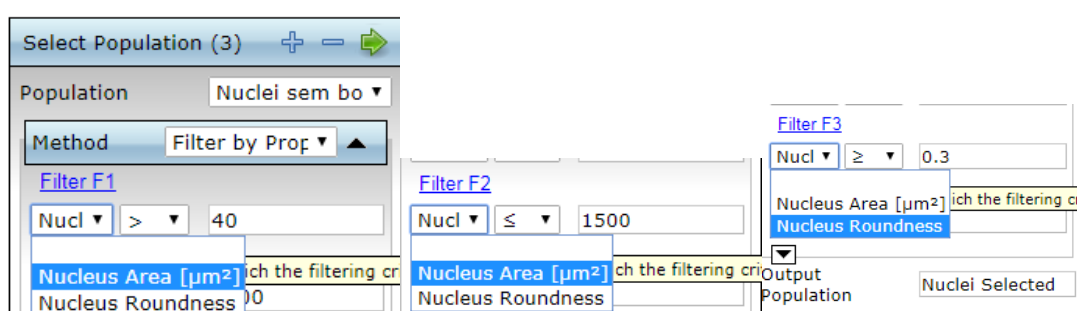 Select Population (3)
Population Nuclei sem bo
Method Filter by Prop
Filter F1
Nucl > 40
Nucleus Area [µm²] ich the filtering cr
Nucleus Roundness 00
Filter F2
Nucl ≤ 1500
Nucleus Area [µm²] ch the filtering cri
Nucleus Roundness
Filter F3
Nucl ≥ 0.3
Nucleus Area [µm²] ich the filtering c
Nucleus Roundness
Output
Population Nuclei Selected